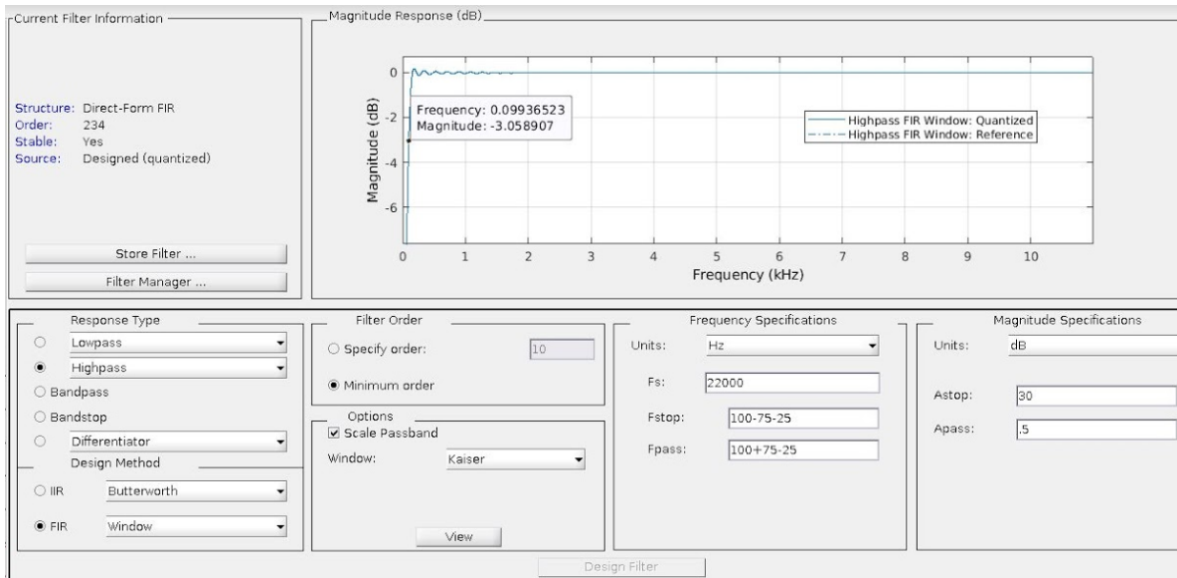 Current Filter Information
Structure: Direct-Form FIR
Order: 234
Stable: Yes
Source: Designed (quantized)
Store Filter ...
Filter Manager ...
Magnitude Response (dB)
0
-2
-4
-6
Magnitude (dB)
Frequency: 0.09936523
Magnitude: -3.058907
Highpass FIR Window: Quantized
Highpass FIR Window: Reference
0 1 2 3 4 5 6 7 8 9 10
Frequency (kHz)
Response Type
Lowpass
Highpass
Bandpass
Bandstop
Differentiator
Design Method
IIR Butterworth
FIR Window
Filter Order
Specify order: 10
Minimum order
Options
Scale Passband
Window: Kaiser
View
Frequency Specifications
Units: Hz
Fs: 22000
Fstop: 100-75-25
Fpass: 100+75-25
Magnitude Specifications
Units: dB
Astop: 30
Apass: .5
Design Filter